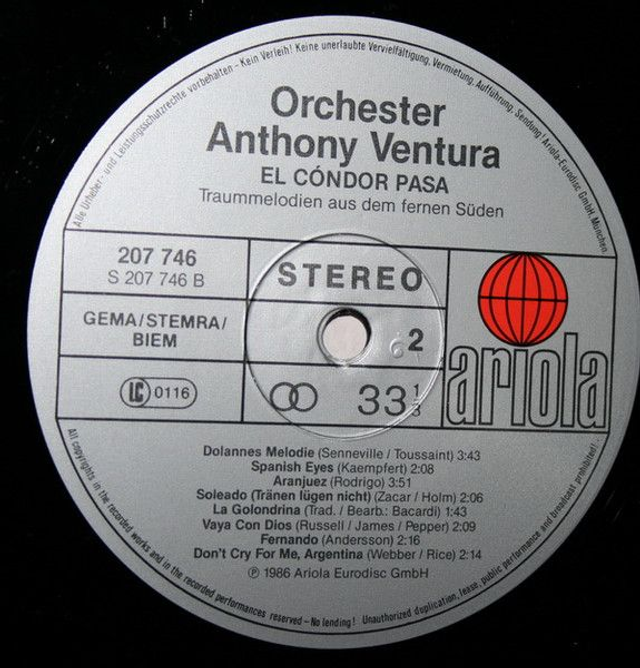 Alle Urheber- und Leistungsschutzrechte vorbehalten - Kein Verleih! Keine unerlaubte Vervielfältigung, Vermietung, Aufführung, Sendung! Ariola-Eurodisc GmbH, München.
Orchester
Anthony Ventura
EL CÓNDOR PASA
Traummelodien aus dem fernen Süden
207 746
S 207 746 B
STEREO
GEMA/STEMRA/
BIEM
2
LC 0116
33 1/3
ariola
Dolannes Melodie (Senneville / Toussaint) 3:43
Spanish Eyes (Kaempfert) 2:08
Aranjuez (Rodrigo) 3:51
Soleado (Tränen lügen nicht) (Zacar / Holm) 2:06
La Golondrina (Trad. / Bearb.: Bacardi) 1:43
Vaya Con Dios (Russell / James / Pepper) 2:09
Fernando (Andersson) 2:16
Don't Cry For Me, Argentina (Webber / Rice) 2:14
℗ 1986 Ariola Eurodisc GmbH
All copyrights in the recorded works and in the recorded performances reserved – No lending! Unauthorized duplication, lease, public performance and broadcast prohibited!